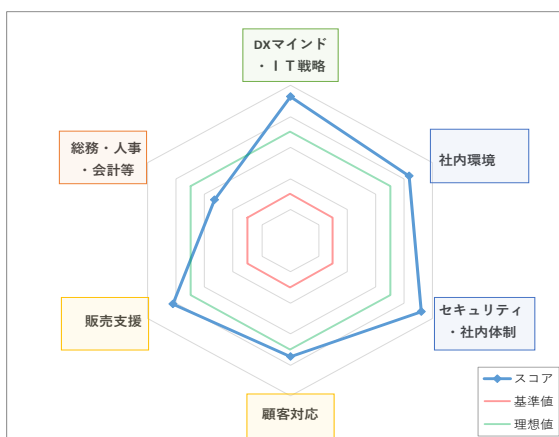 DXマインド
・ＩＴ戦略
総務・人事
・会計等
社内環境
販売支援
セキュリティ
・社内体制
顧客対応
スコア
基準値
理想値